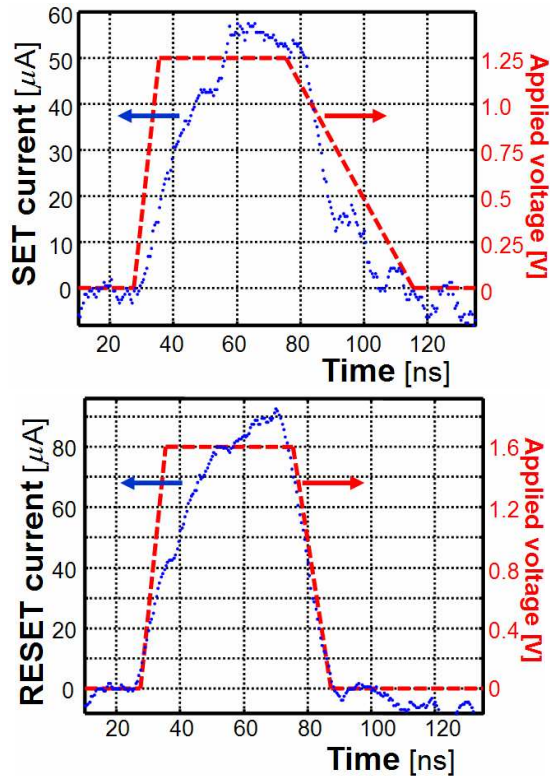 SET current [μA]
60
50
40
30
20
10
0
1.25
1.0
0.75
0.5
0.25
0
Applied voltage [V]
20 40 60 80 100 120
Time [ns]
RESET current [μA]
80
60
40
20
0
1.6
1.2
0.8
0.4
0
Applied voltage [V]
20 40 60 80 100 120
Time [ns]